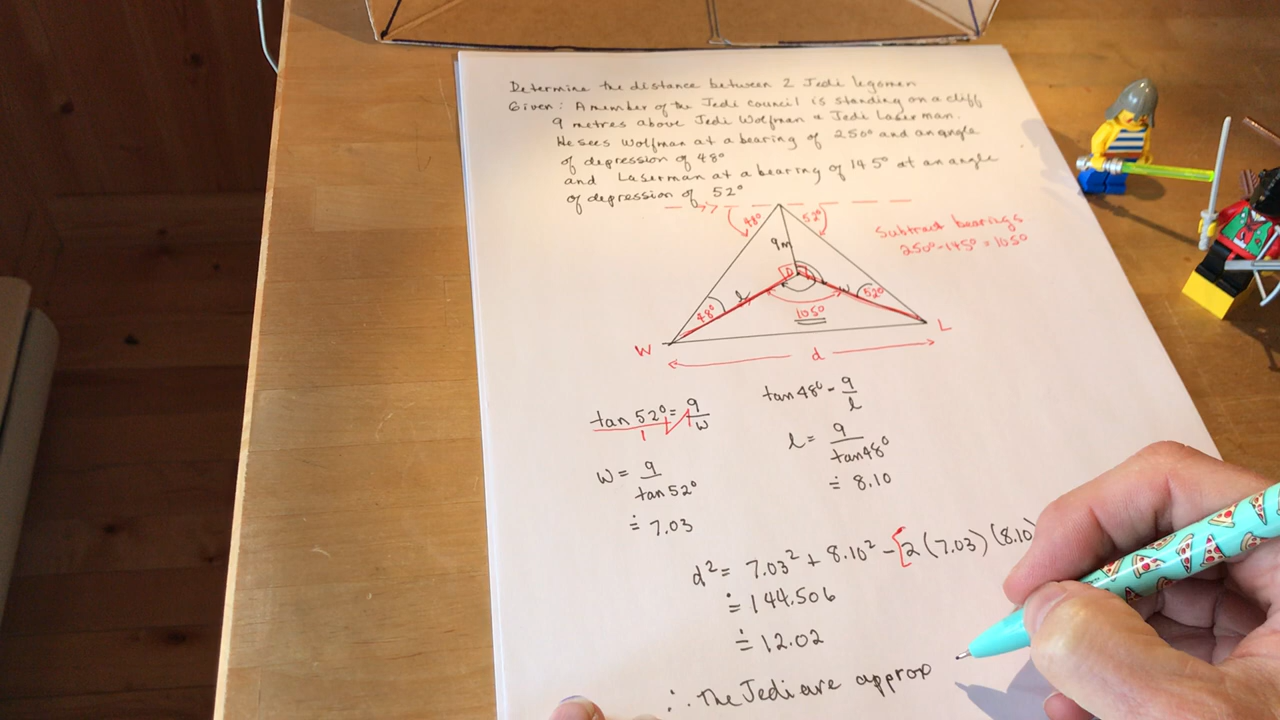 Determine the distance between 2 Jedi legomen
Given: A member of the Jedi council is standing on a cliff
9 metres above Jedi Wolfman & Jedi Laserman.
He sees Wolfman at a bearing of 250° and an angle
of depression of 48°
and Laserman at a bearing of 145° at an angle
of depression of 52°
48° 52°
Subtract bearings
250° - 145° = 105°
9m
l w
48° 52°
105°
W L
d
tan 52° = 9/w
1
w = 9/tan 52°
≐ 7.03
tan 48° = 9/l
l = 9/tan 48°
≐ 8.10
d² = 7.03² + 8.10² - [2(7.03)(8.10)
≐ 144.506
≐ 12.02
∴ The Jedi are approx